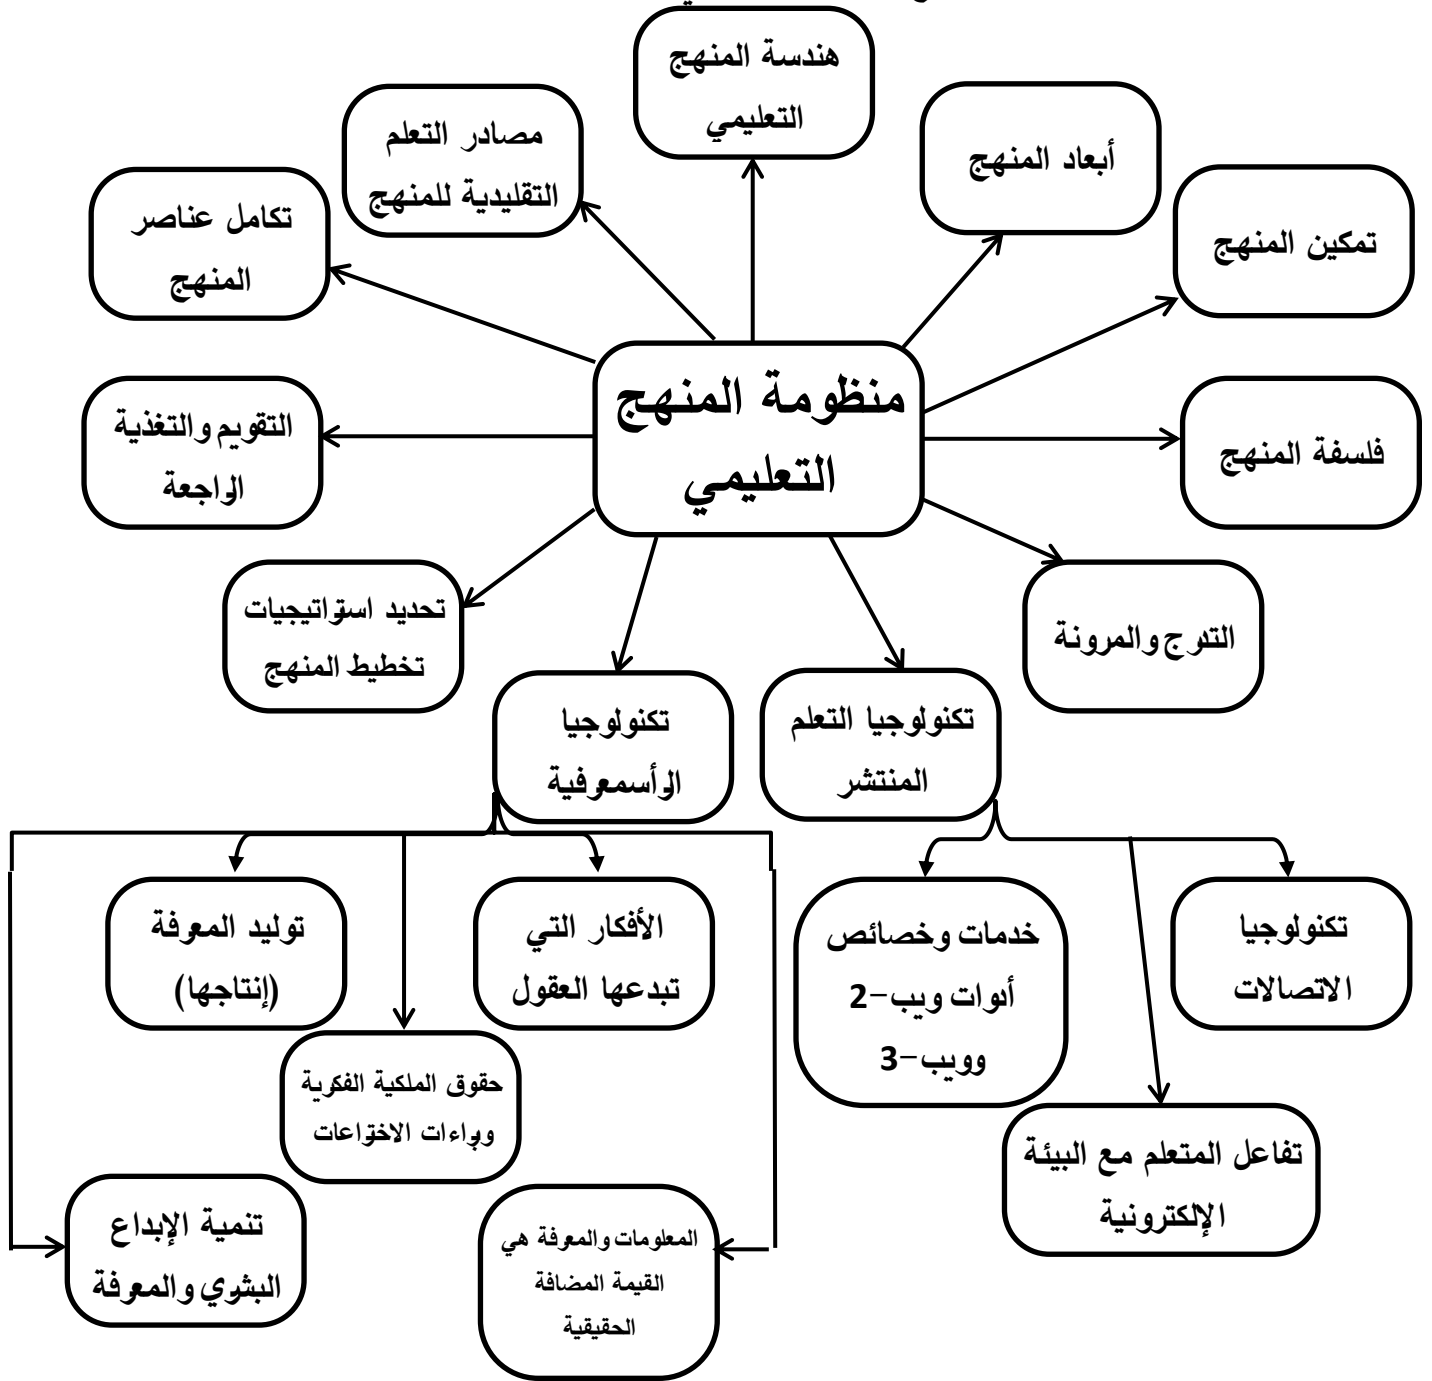 هندسة المنهج
التعليمي
أبعاد المنهج
مصادر التعلم
التقليدية للمنهج
تمكين المنهج
تكامل عناصر
المنهج
منظومة المنهج
التعليمي
فلسفة المنهج
التقويم والتغذية
الراجعة
التدرج والمرونة
تحديد استراتيجيات
تخطيط المنهج
تكنولوجيا التعلم
المنتشر
تكنولوجيا
الرأسمعرفية
تكنولوجيا
الاتصالات
خدمات وخصائص
أدوات ويب-2
وويب-3
الأفكار التي
تبدعها العقول
توليد المعرفة
(إنتاجها)
حقوق الملكية الفكرية
وبراءات الاختراعات
تفاعل المتعلم مع البيئة
الإلكترونية
المعلومات والمعرفة هي
القيمة المضافة
الحقيقية
تنمية الإبداع
البشري والمعرفة